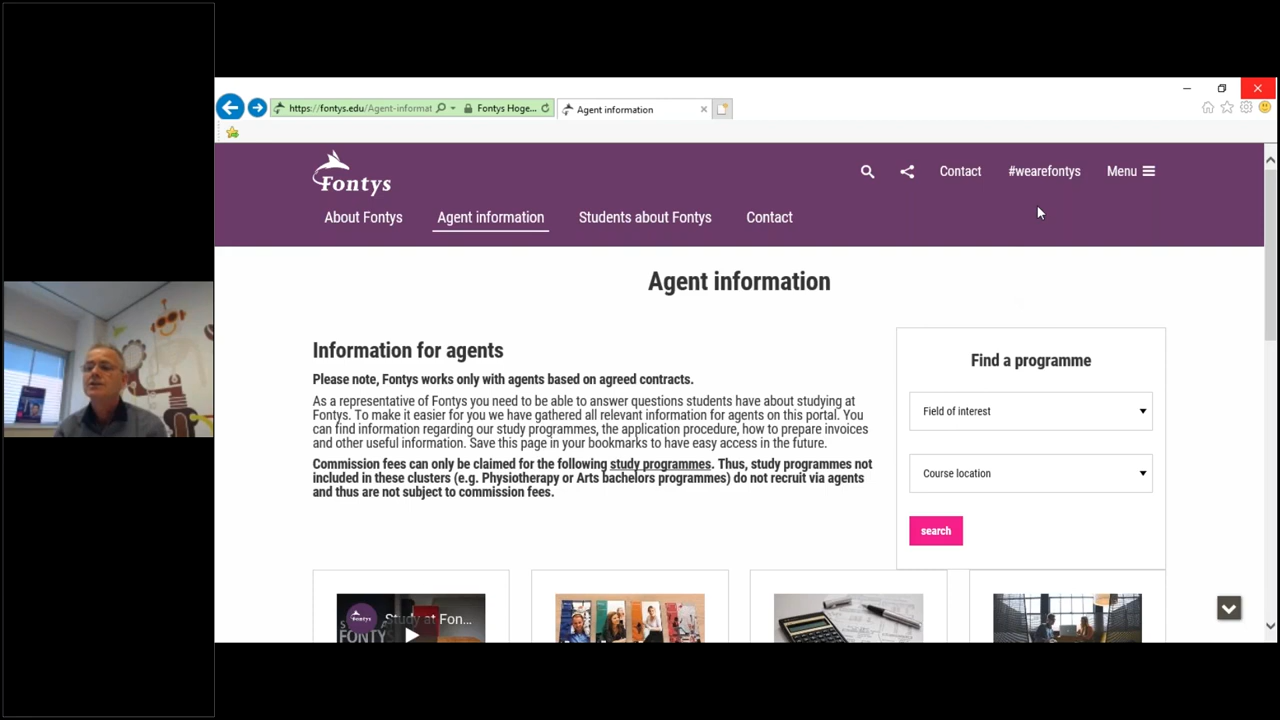 https://fontys.edu/Agent-informat
Fontys Hoge...
Agent information
Fontys
Contact
#wearefontys
Menu
About Fontys
Agent information
Students about Fontys
Contact
Agent information
Information for agents
Please note, Fontys works only with agents based on agreed contracts.
As a representative of Fontys you need to be able to answer questions students have about studying at
Fontys. To make it easier for you we have gathered all relevant information for agents on this portal. You
can find information regarding our study programmes, the application procedure, how to prepare invoices
and other useful information. Save this page in your bookmarks to have easy access in the future.
Commission fees can only be claimed for the following study programmes. Thus, study programmes not
included in these clusters (e.g. Physiotherapy or Arts bachelors programmes) do not recruit via agents
and thus are not subject to commission fees.
Find a programme
Field of interest
Course location
search
Study at Fon...
FONTYS